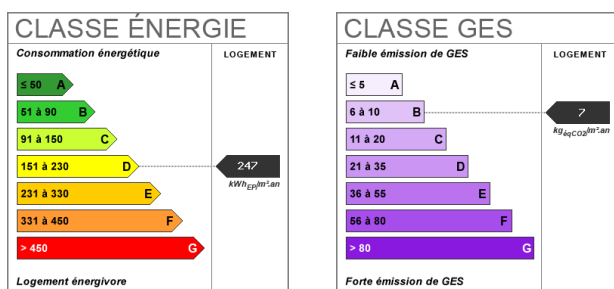 CLASSE ÉNERGIE
Consommation énergétique
LOGEMENT
≤ 50 A
51 à 90 B
91 à 150 C
151 à 230 D
247
kWhEP/m².an
231 à 330 E
331 à 450 F
> 450 G
Logement énergivore
CLASSE GES
Faible émission de GES
LOGEMENT
≤ 5 A
6 à 10 B
7
kgéqCO2/m².an
11 à 20 C
21 à 35 D
36 à 55 E
56 à 80 F
> 80 G
Forte émission de GES